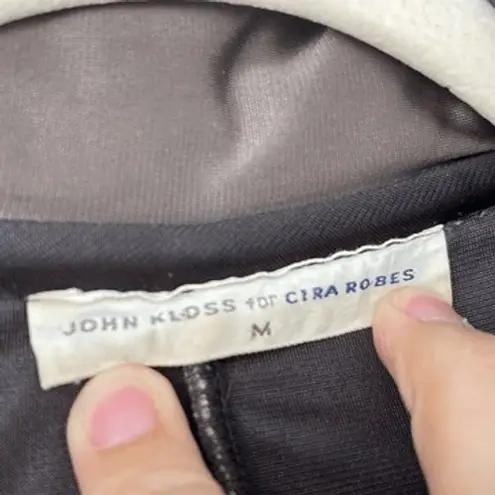 JOHN KLOSS for CIRA ROBES
M